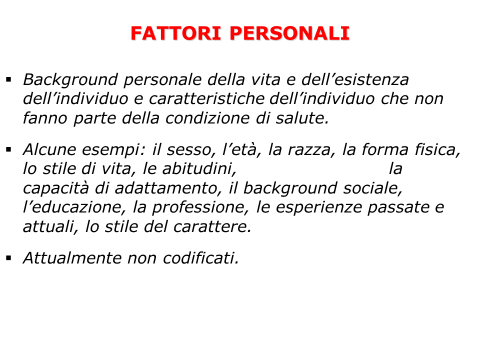 FATTORI PERSONALI
▪ Background personale della vita e dell'esistenza
dell'individuo e caratteristiche dell'individuo che non
fanno parte della condizione di salute.
▪ Alcune esempi: il sesso, l'età, la razza, la forma fisica,
lo stile di vita, le abitudini, la
capacità di adattamento, il background sociale,
l'educazione, la professione, le esperienze passate e
attuali, lo stile del carattere.
▪ Attualmente non codificati.